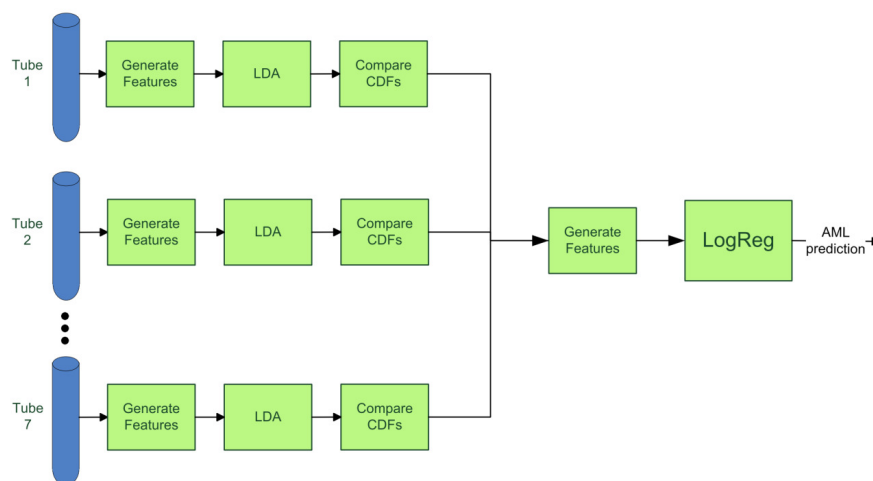 Tube
1
Generate
Features
LDA
Compare
CDFs
Tube
2
Generate
Features
LDA
Compare
CDFs
Generate
Features
LogReg
AML
prediction
Tube
7
Generate
Features
LDA
Compare
CDFs